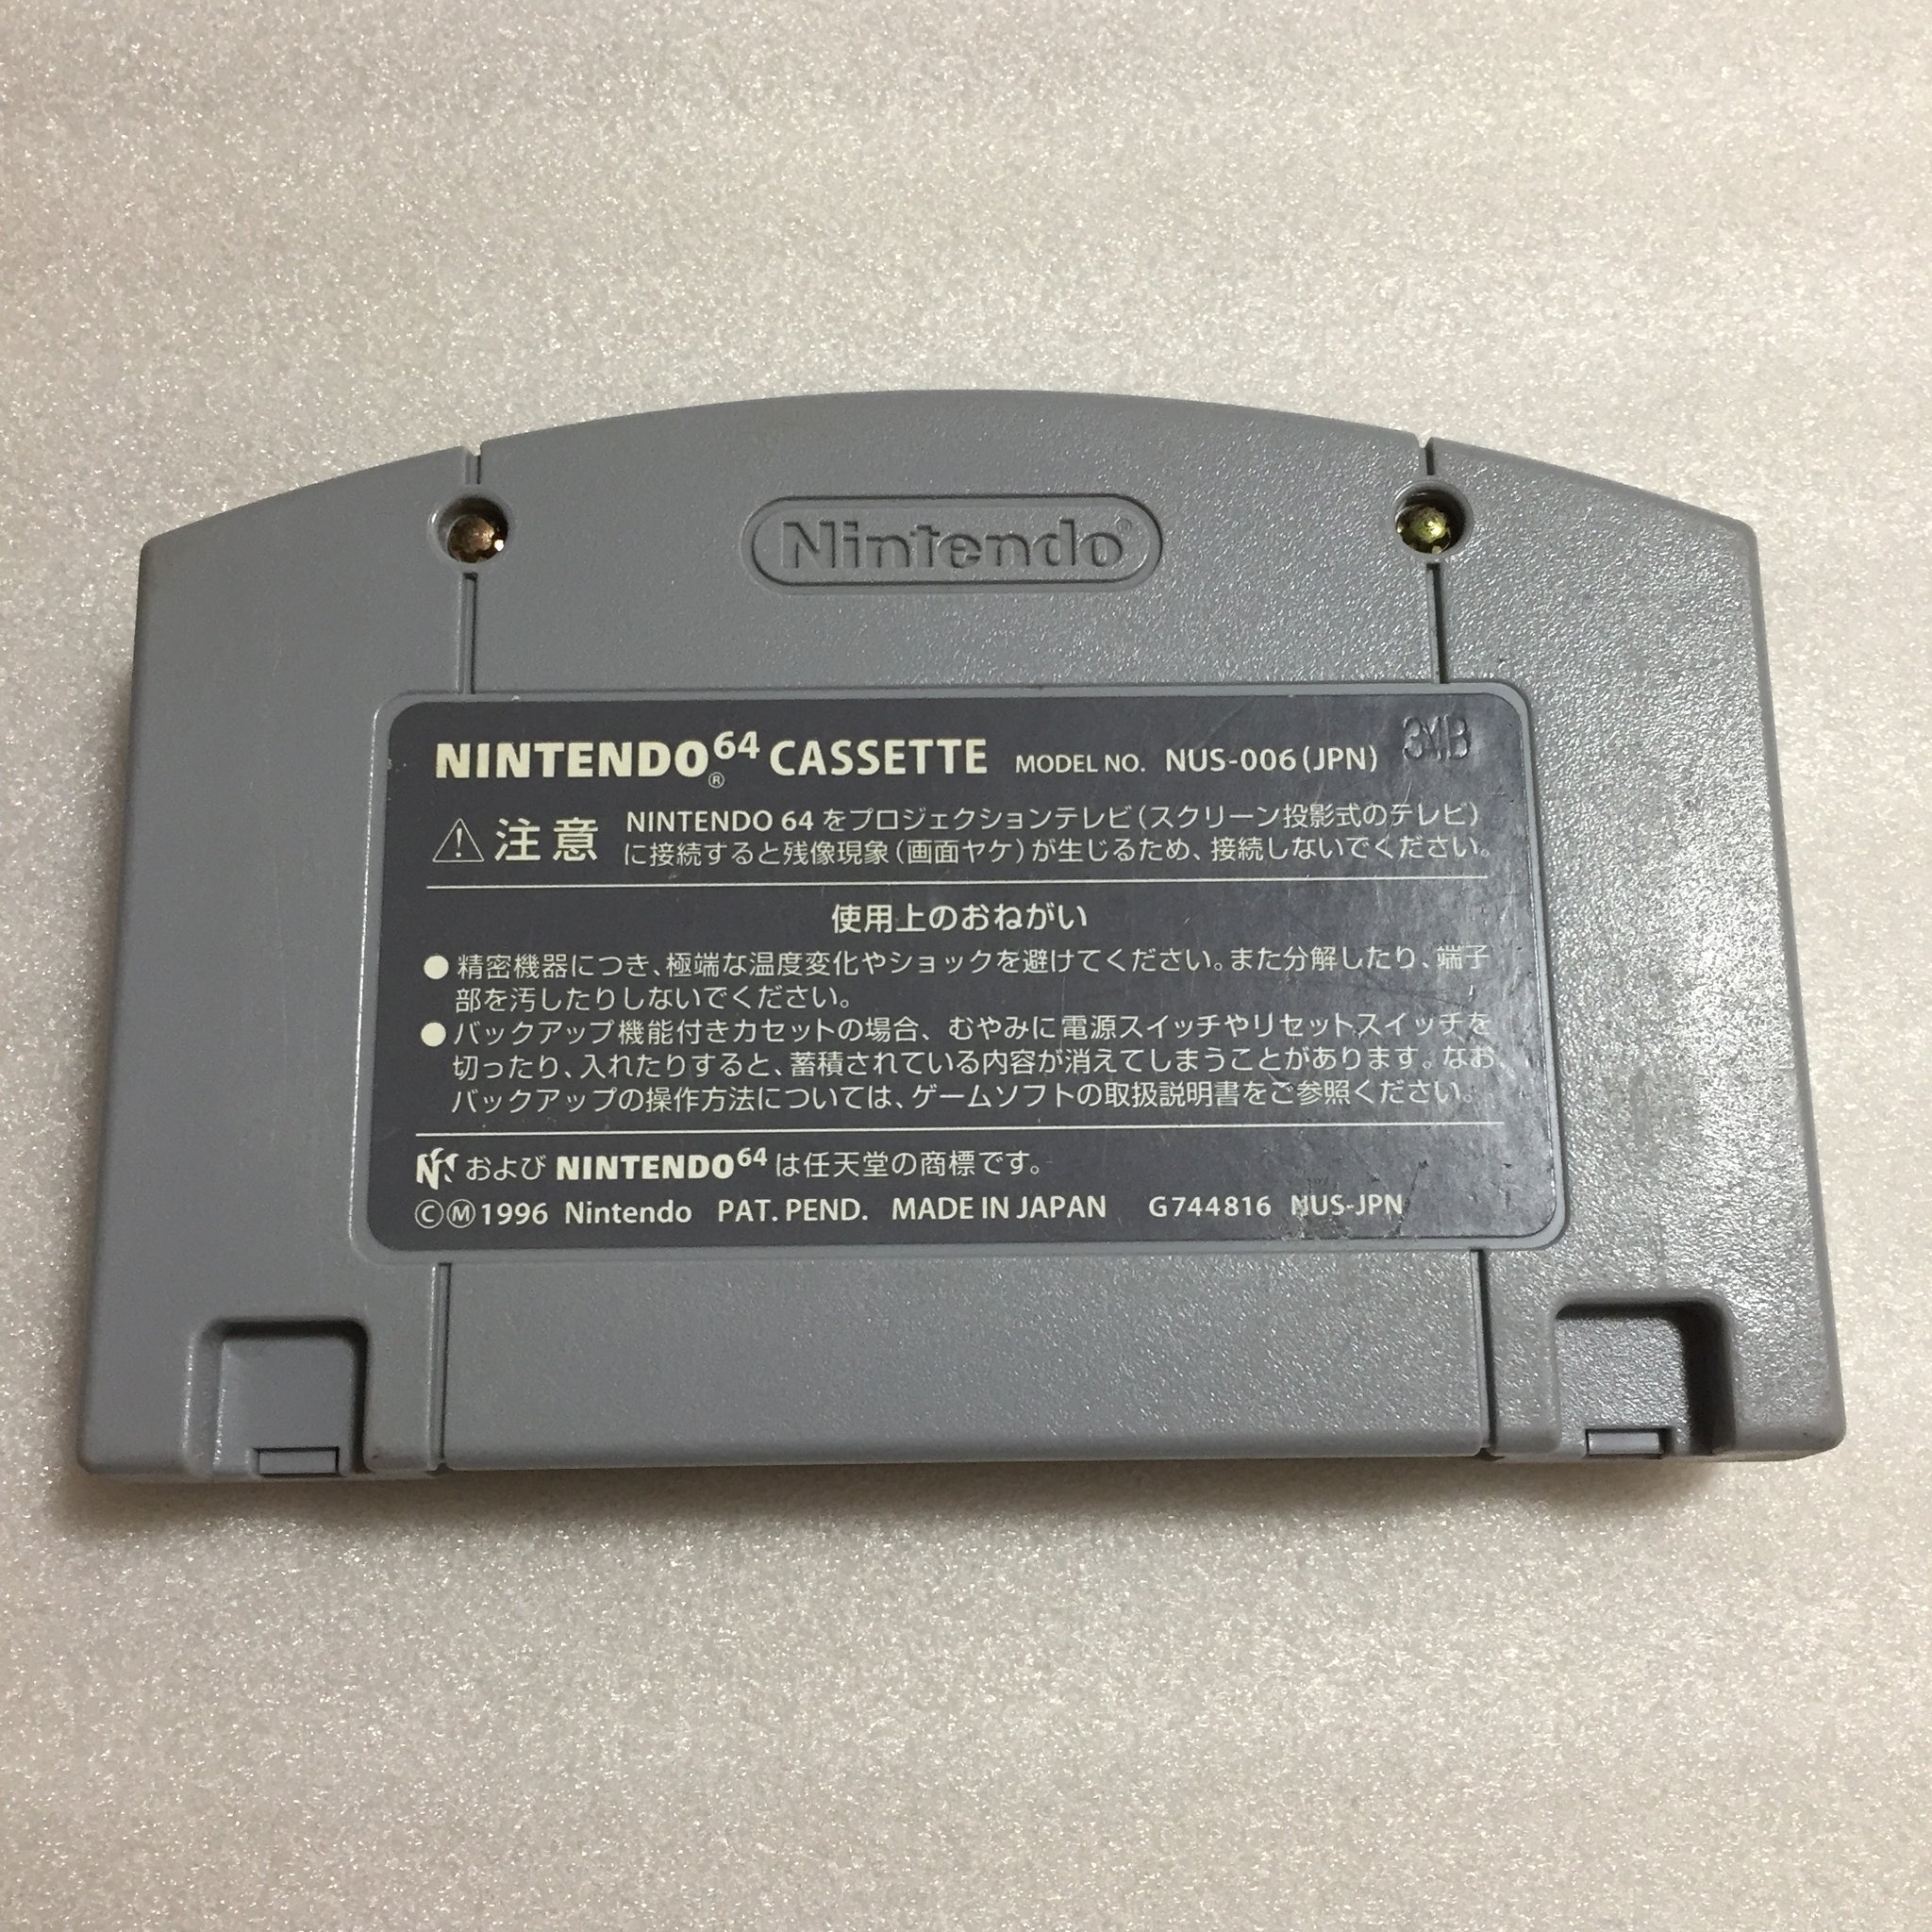 Nintendo®
NINTENDO⁶⁴® CASSETTE MODEL NO. NUS-006(JPN)
注意 NINTENDO 64 をプロジェクションテレビ(スクリーン投影式のテレビ)
に接続すると残像現象(画面ヤケ)が生じるため、接続しないでください。
使用上のおねがい
●精密機器につき、極端な温度変化やショックを避けてください。また分解したり、端子
部を汚したりしないでください。
●バックアップ機能付きカセットの場合、むやみに電源スイッチやリセットスイッチを
切ったり、入れたりすると、蓄積されている内容が消えてしまうことがあります。なお
バックアップの操作方法については、ゲームソフトの取扱説明書をご参照ください。
および NINTENDO⁶⁴ は任天堂の商標です。
ⒸⓂ1996 Nintendo PAT. PEND. MADE IN JAPAN G744816 NUS-JPN